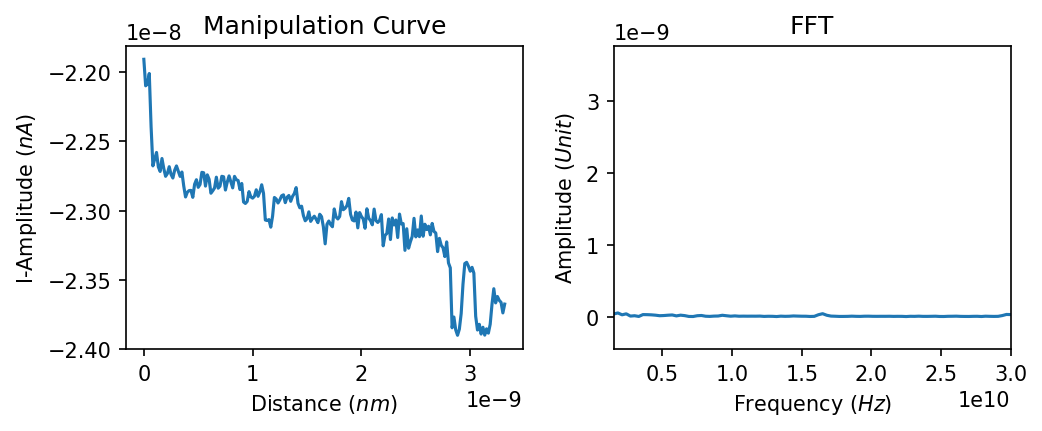 Manipulation Curve
1e−8
−2.20
−2.25
−2.30
−2.35
−2.40
I-Amplitude (nA)
0 1 2 3
1e−9
Distance (nm)
FFT
1e−9
3
1
0
Amplitude (Unit)
0.5 1.0 1.5 2.0 2.5 3.0
1e10
Frequency (Hz)